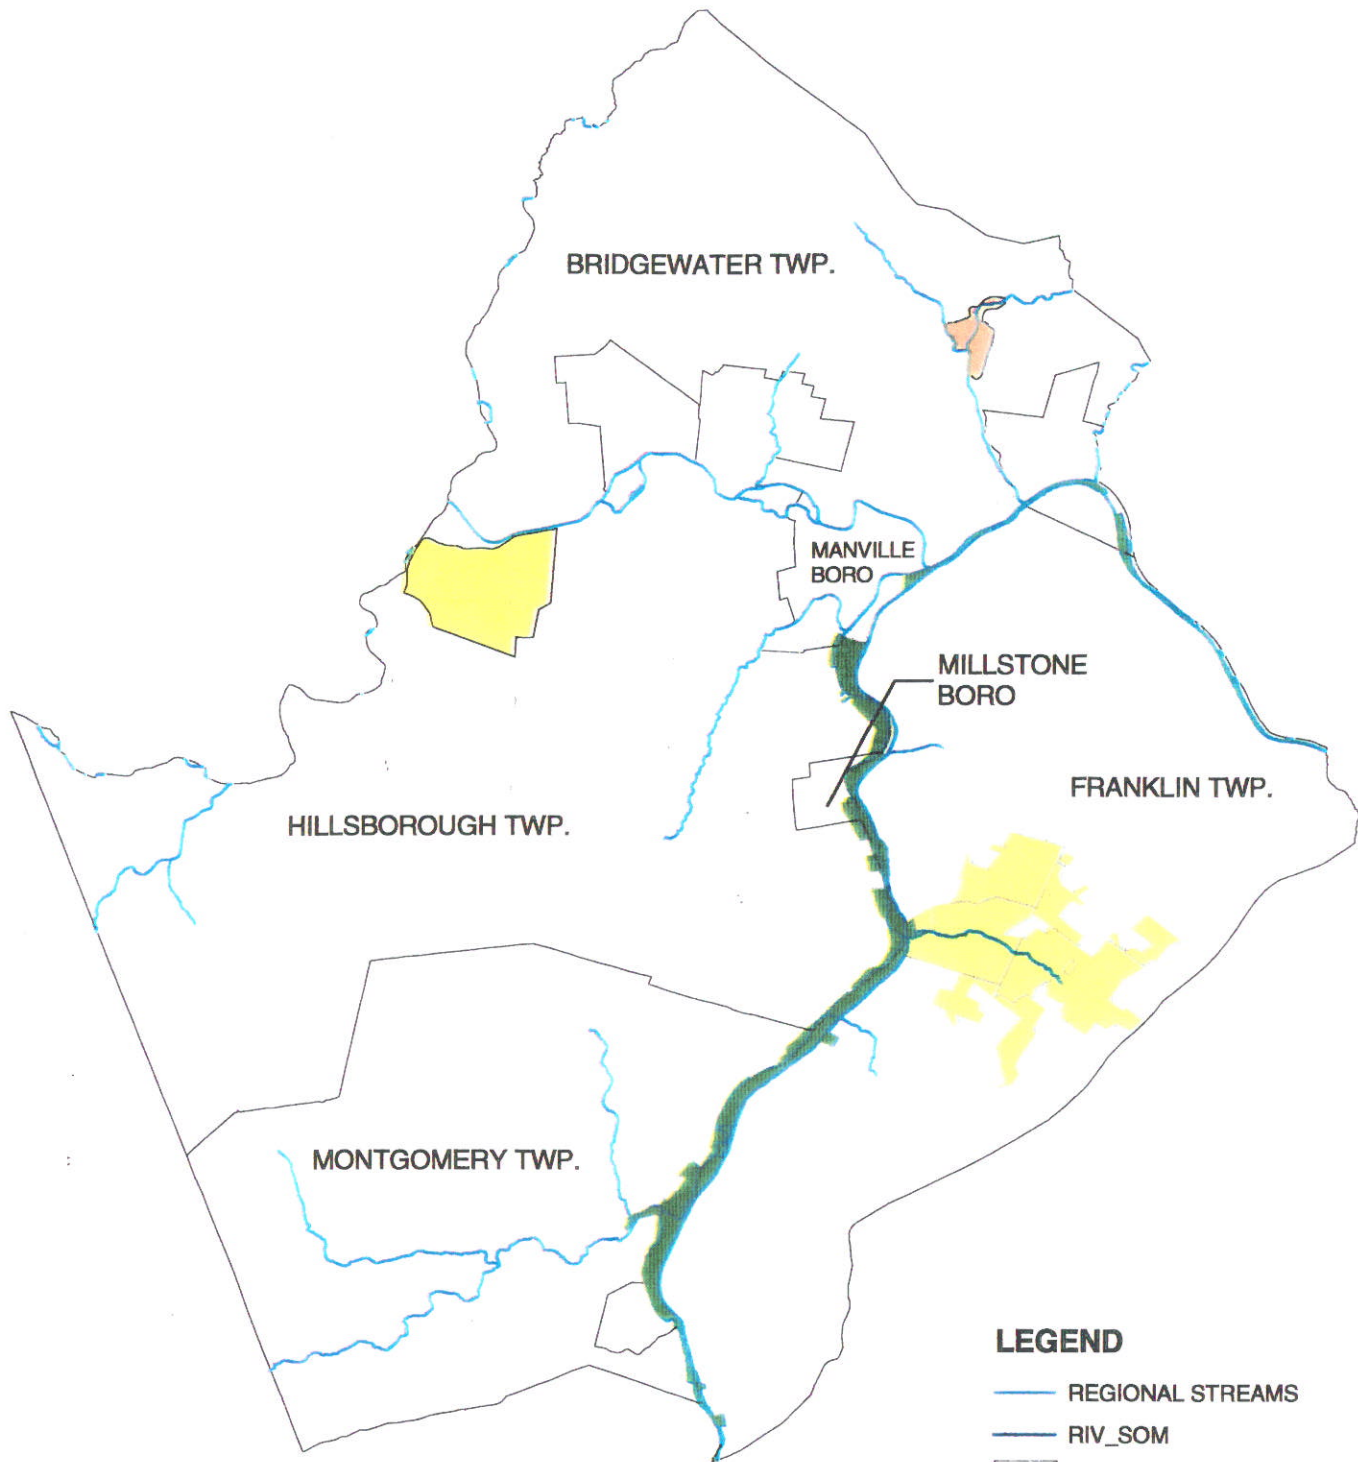 BRIDGEWATER TWP.
MANVILLE
BORO
MILLSTONE
BORO
FRANKLIN TWP.
HILLSBOROUGH TWP.
MONTGOMERY TWP.
LEGEND
REGIONAL STREAMS
RIV_SOM